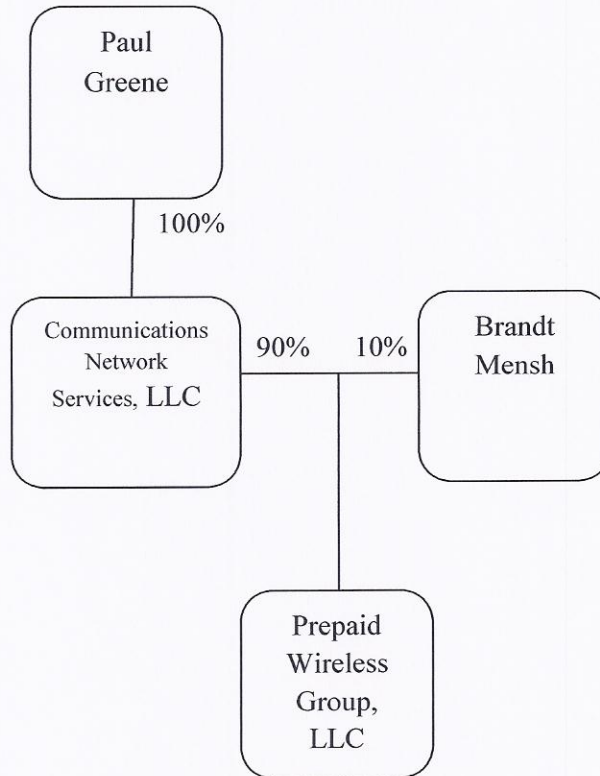 Paul
Greene
100%
Communications
Network
Services, LLC
90%
10%
Brandt
Mensh
Prepaid
Wireless
Group,
LLC